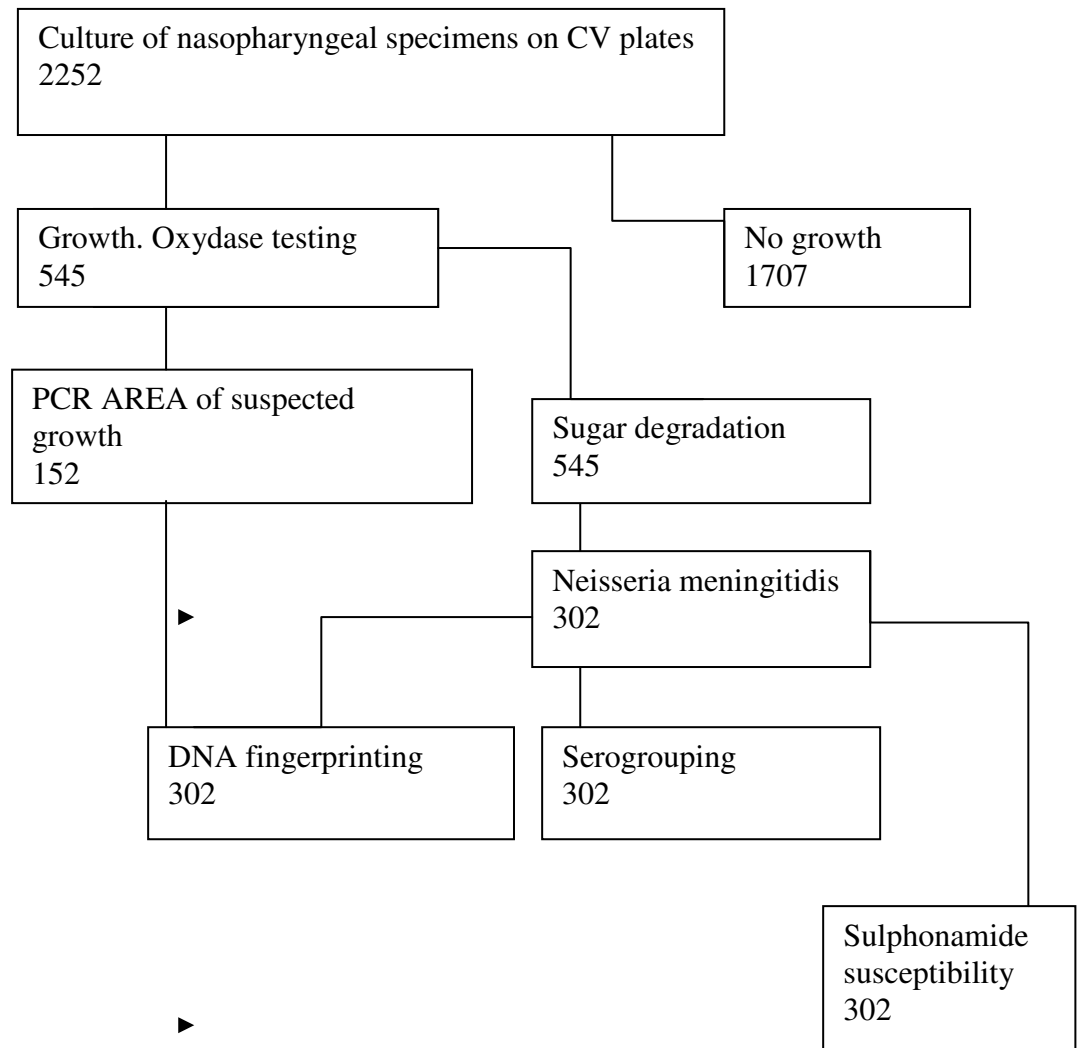 Culture of nasopharyngeal specimens on CV plates
2252
Growth. Oxydase testing
545
No growth
1707
PCR AREA of suspected
growth
152
Sugar degradation
545
Neisseria meningitidis
302
DNA fingerprinting
302
Serogrouping
302
Sulphonamide
susceptibility
302